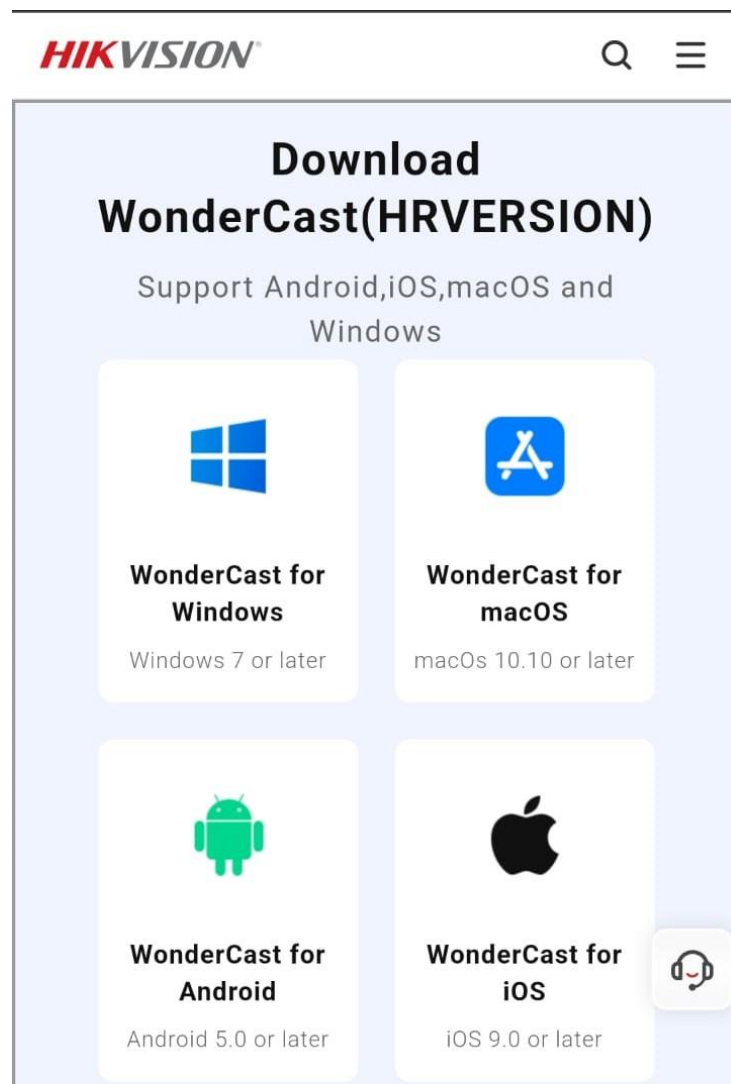 HIKVISION
Download
WonderCast(HRVERSION)
Support Android,iOS,macOS and
Windows
WonderCast for
Windows
Windows 7 or later
WonderCast for
macOS
macOs 10.10 or later
WonderCast for
Android
Android 5.0 or later
WonderCast for
iOS
iOS 9.0 or later